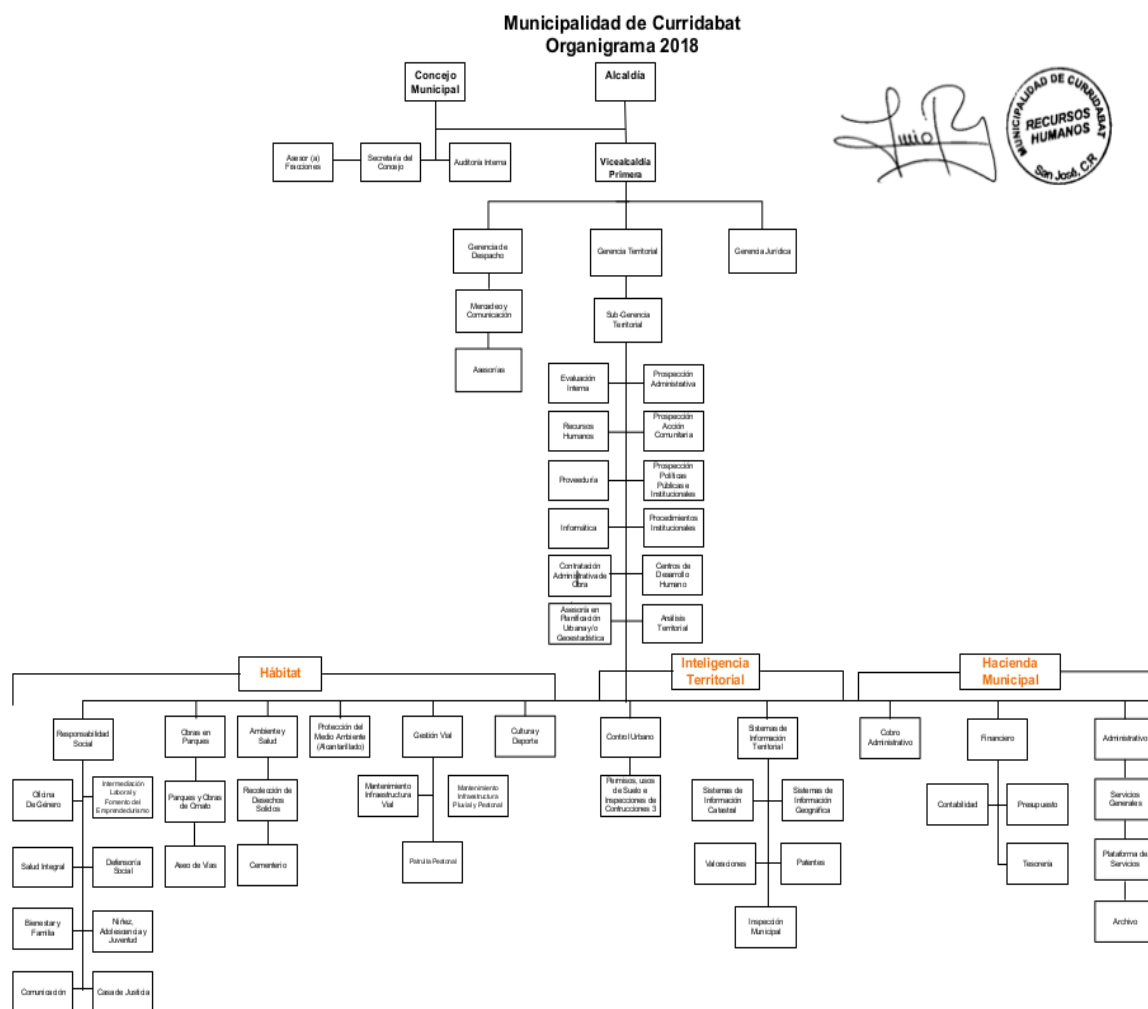 Municipalidad de Curridabat
Organigrama 2018
Concejo
Municipal
Alcaldía
MUNICIPALIDAD DE CURRIDABAT
RECURSOS
HUMANOS
San José, C.R
Asesor (a)
Fracciones
Secretaría del
Concejo
Auditoría Interna
Vicealcaldía
Primera
Gerencia de
Despacho
Gerencia Territorial
Gerencia Jurídica
Mercadeo y
Comunicación
Sub-Gerencia
Territorial
Asesorías
Evaluación
Interna
Prospección
Administrativa
Recursos
Humanos
Prospección
Acción
Comunitaria
Proveeduría
Prospección
Políticas
Públicas e
Institucionales
Informática
Procedimientos
Institucionales
Contratación
Administrativa de
Obra
Centros de
Desarrollo
Humano
Asesoría en
Planificación
Urbana y/o
Geoestadística
Análisis
Territorial
Hábitat
Inteligencia
Territorial
Hacienda
Municipal
Responsabilidad
Social
Obras en
Parques
Ambiente y
Salud
Protección del
Medio Ambiente
(Alcantarillado)
Gestión Vial
Cultura y
Deporte
Control Urbano
Sistemas de
Información
Territorial
Cobro
Administrativo
Financiero
Administrativo
Oficina
De Género
Intermediación
Laboral y
Fomento del
Emprendedurismo
Parques y Obras
de Ornato
Recolección de
Desechos
Solidos
Mantenimiento
Infraestructura
Vial
Mantenimiento
Infraestructura
Pluvial y Peatonal
Permisos, usos
de Suelo e
Inspecciones de
Contrucciones 3
Sistemas de
Información
Catastral
Sistemas de
Información
Geográfica
Contabilidad
Presupuesto
Servicios
Generales
Salud Integral
Defensoría
Social
Aseo de Vías
Cementerio
Patrulla Peatonal
Valoraciones
Patentes
Tesorería
Plataforma de
Servicios
Bienestar y
Familia
Niñez,
Adolescencia y
Juventud
Inspección
Municipal
Archivo
Comunicación
Casa de Justicia